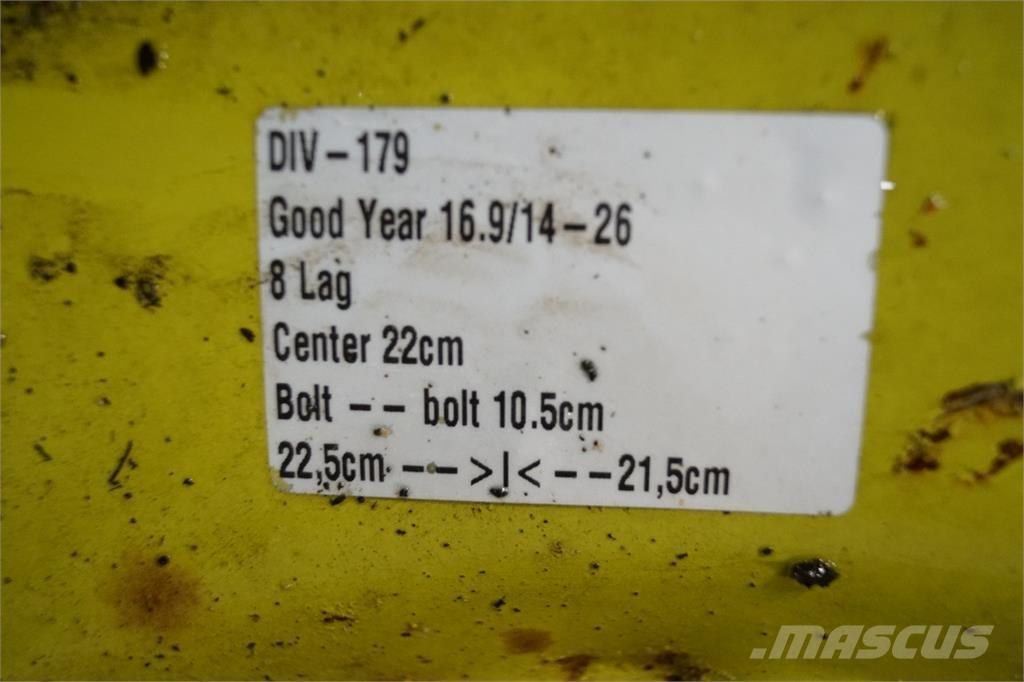 DIV – 179
Good Year 16.9/14 – 26
8 Lag
Center 22cm
Bolt – – bolt 10.5cm
22,5cm – – >|< – –21,5cm
MASCUS